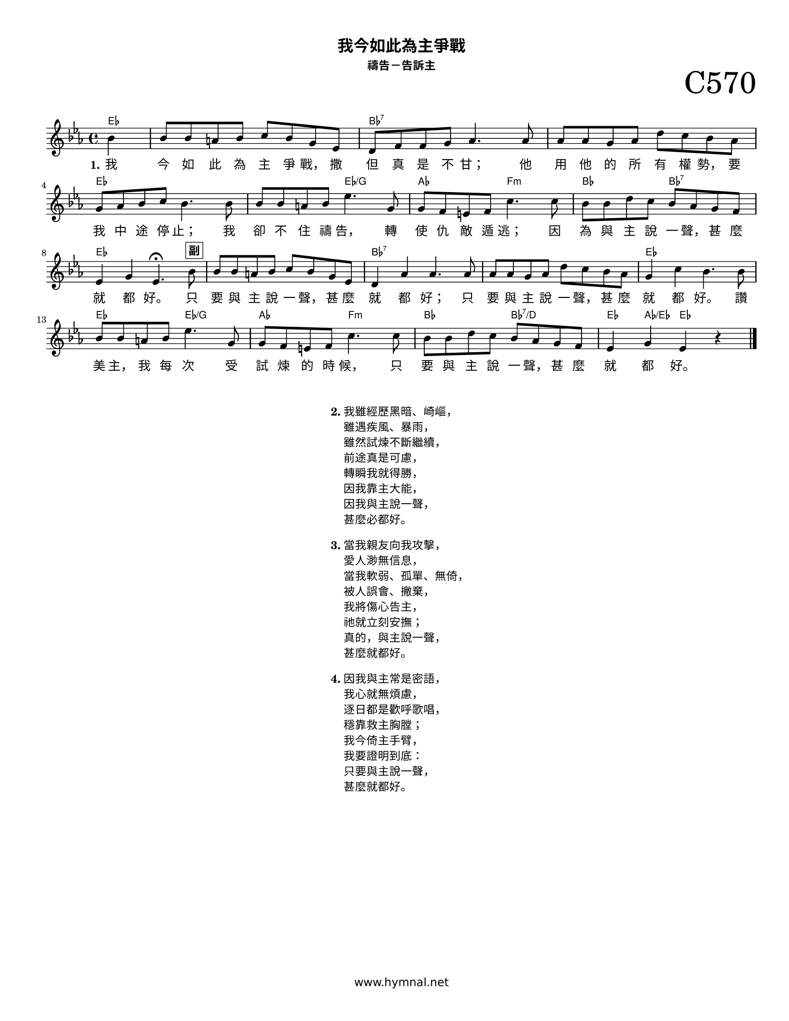 我今如此為主爭戰
禱告－告訴主
C570
E♭ B♭7
1. 我 今 如 此 為 主 爭 戰， 撒 但 真 是 不 甘； 他 用 他 的 所 有 權 勢， 要
4 E♭ E♭/G A♭ Fm B♭ B♭7
我 中 途 停 止； 我 卻 不 住 禱 告， 轉 使 仇 敵 遁 逃； 因 為 與 主 說 一 聲， 甚 麼
8 E♭ 副 B♭7 E♭
就 都 好。 只 要 與 主 說 一 聲， 甚 麼 就 都 好； 只 要 與 主 說 一 聲， 甚 麼 就 都 好。 讚
13 E♭ E♭/G A♭ Fm B♭ B♭7/D E♭ A♭/E♭ E♭
美 主， 我 每 次 受 試 煉 的 時 候， 只 要 與 主 說 一 聲， 甚 麼 就 都 好。
2. 我雖經歷黑暗、崎嶇，
雖遇疾風、暴雨，
雖然試煉不斷繼續，
前途真是可慮，
轉瞬我就得勝，
因我靠主大能，
因我與主說一聲，
甚麼必都好。
3. 當我親友向我攻擊，
愛人渺無信息，
當我軟弱、孤單、無倚，
被人誤會、撇棄，
我將傷心告主，
祂就立刻安撫；
真的，與主說一聲，
甚麼就都好。
4. 因我與主常是密語，
我心就無煩慮，
逐日都是歡呼歌唱，
穩靠救主胸膛；
我今倚主手臂，
我要證明到底：
只要與主說一聲，
甚麼就都好。
www.hymnal.net